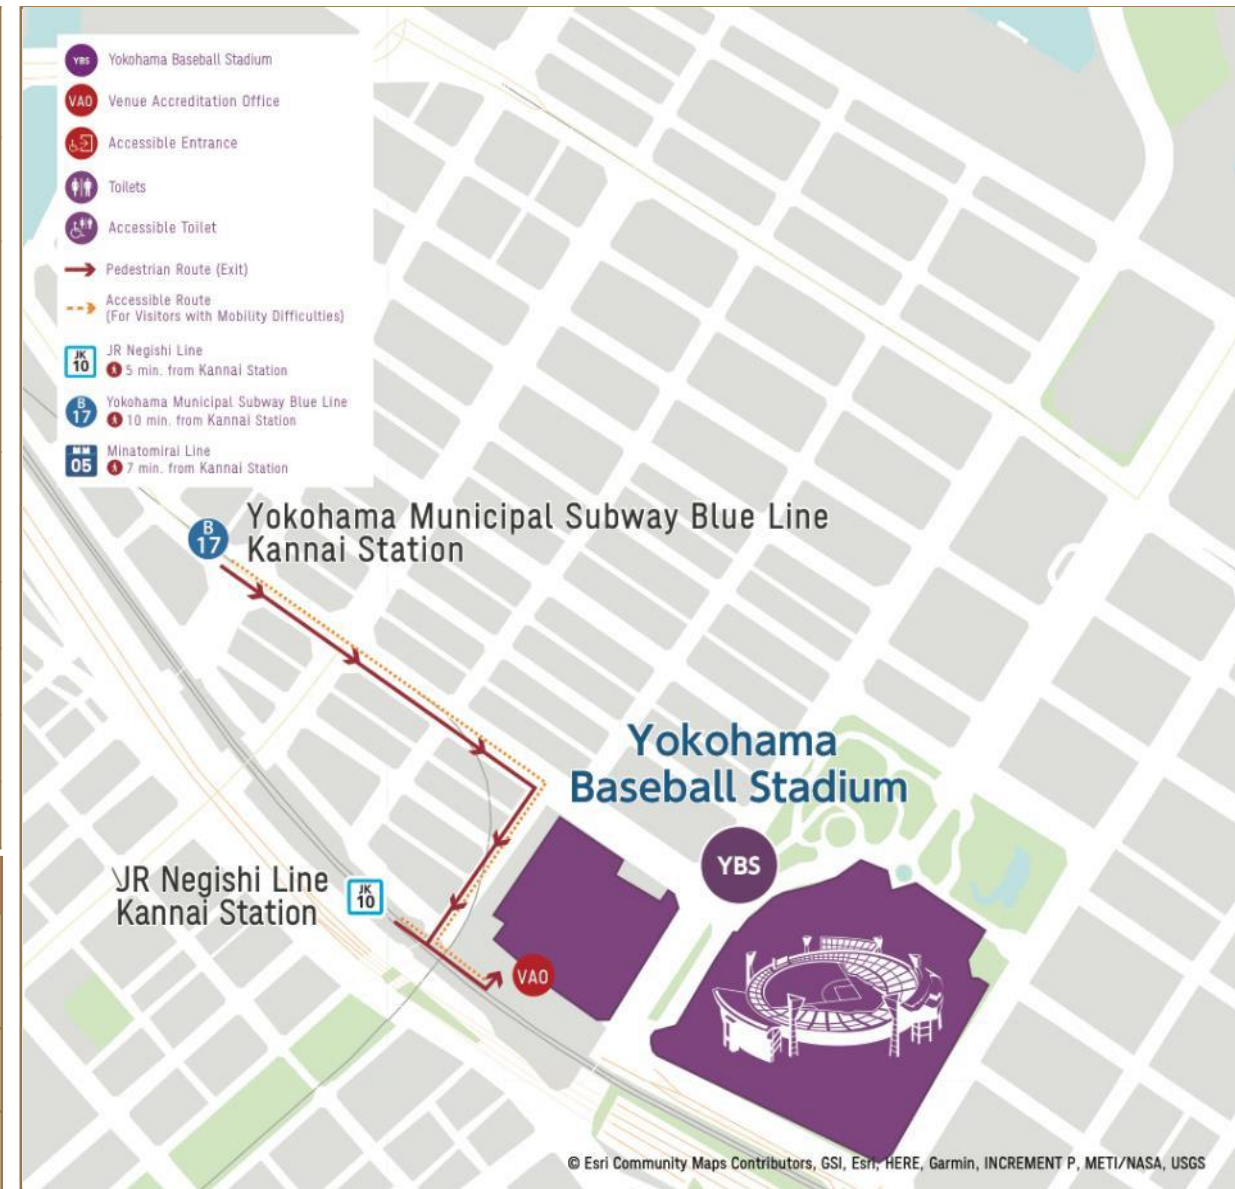 YBS Yokohama Baseball Stadium
VAO Venue Accreditation Office
Accessible Entrance
Toilets
Accessible Toilet
Pedestrian Route (Exit)
Accessible Route
(For Visitors with Mobility Difficulties)
JK
10
JR Negishi Line
5 min. from Kannai Station
B
17
Yokohama Municipal Subway Blue Line
10 min. from Kannai Station
MM
05
Minatomirai Line
7 min. from Kannai Station
B
17
Yokohama Municipal Subway Blue Line
Kannai Station
Yokohama
Baseball Stadium
YBS
JR Negishi Line
Kannai Station
JK
10
VAO
© Esri Community Maps Contributors, GSI, Esri, HERE, Garmin, INCREMENT P, METI/NASA, USGS